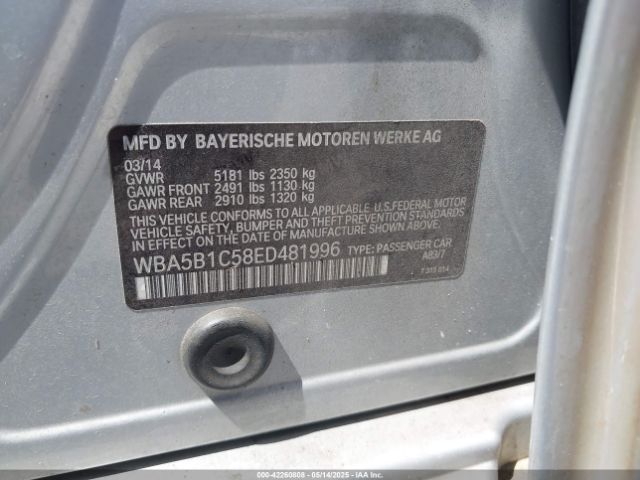 MFD BY BAYERISCHE MOTOREN WERKE AG
03/14
GVWR 5181 lbs 2350 kg
GAWR FRONT 2491 lbs 1130 kg
GAWR REAR 2910 lbs 1320 kg
THIS VEHICLE CONFORMS TO ALL APPLICABLE U.S.FEDERAL MOTOR
VEHICLE SAFETY, BUMPER AND THEFT PREVENTION STANDARDS
IN EFFECT ON THE DATE OF MANUFACTURE SHOWN ABOVE.
WBA5B1C58ED481996 TYPE: PASSENGER CAR
A83/7
000-42260808 05/14/2025 IAA Inc.